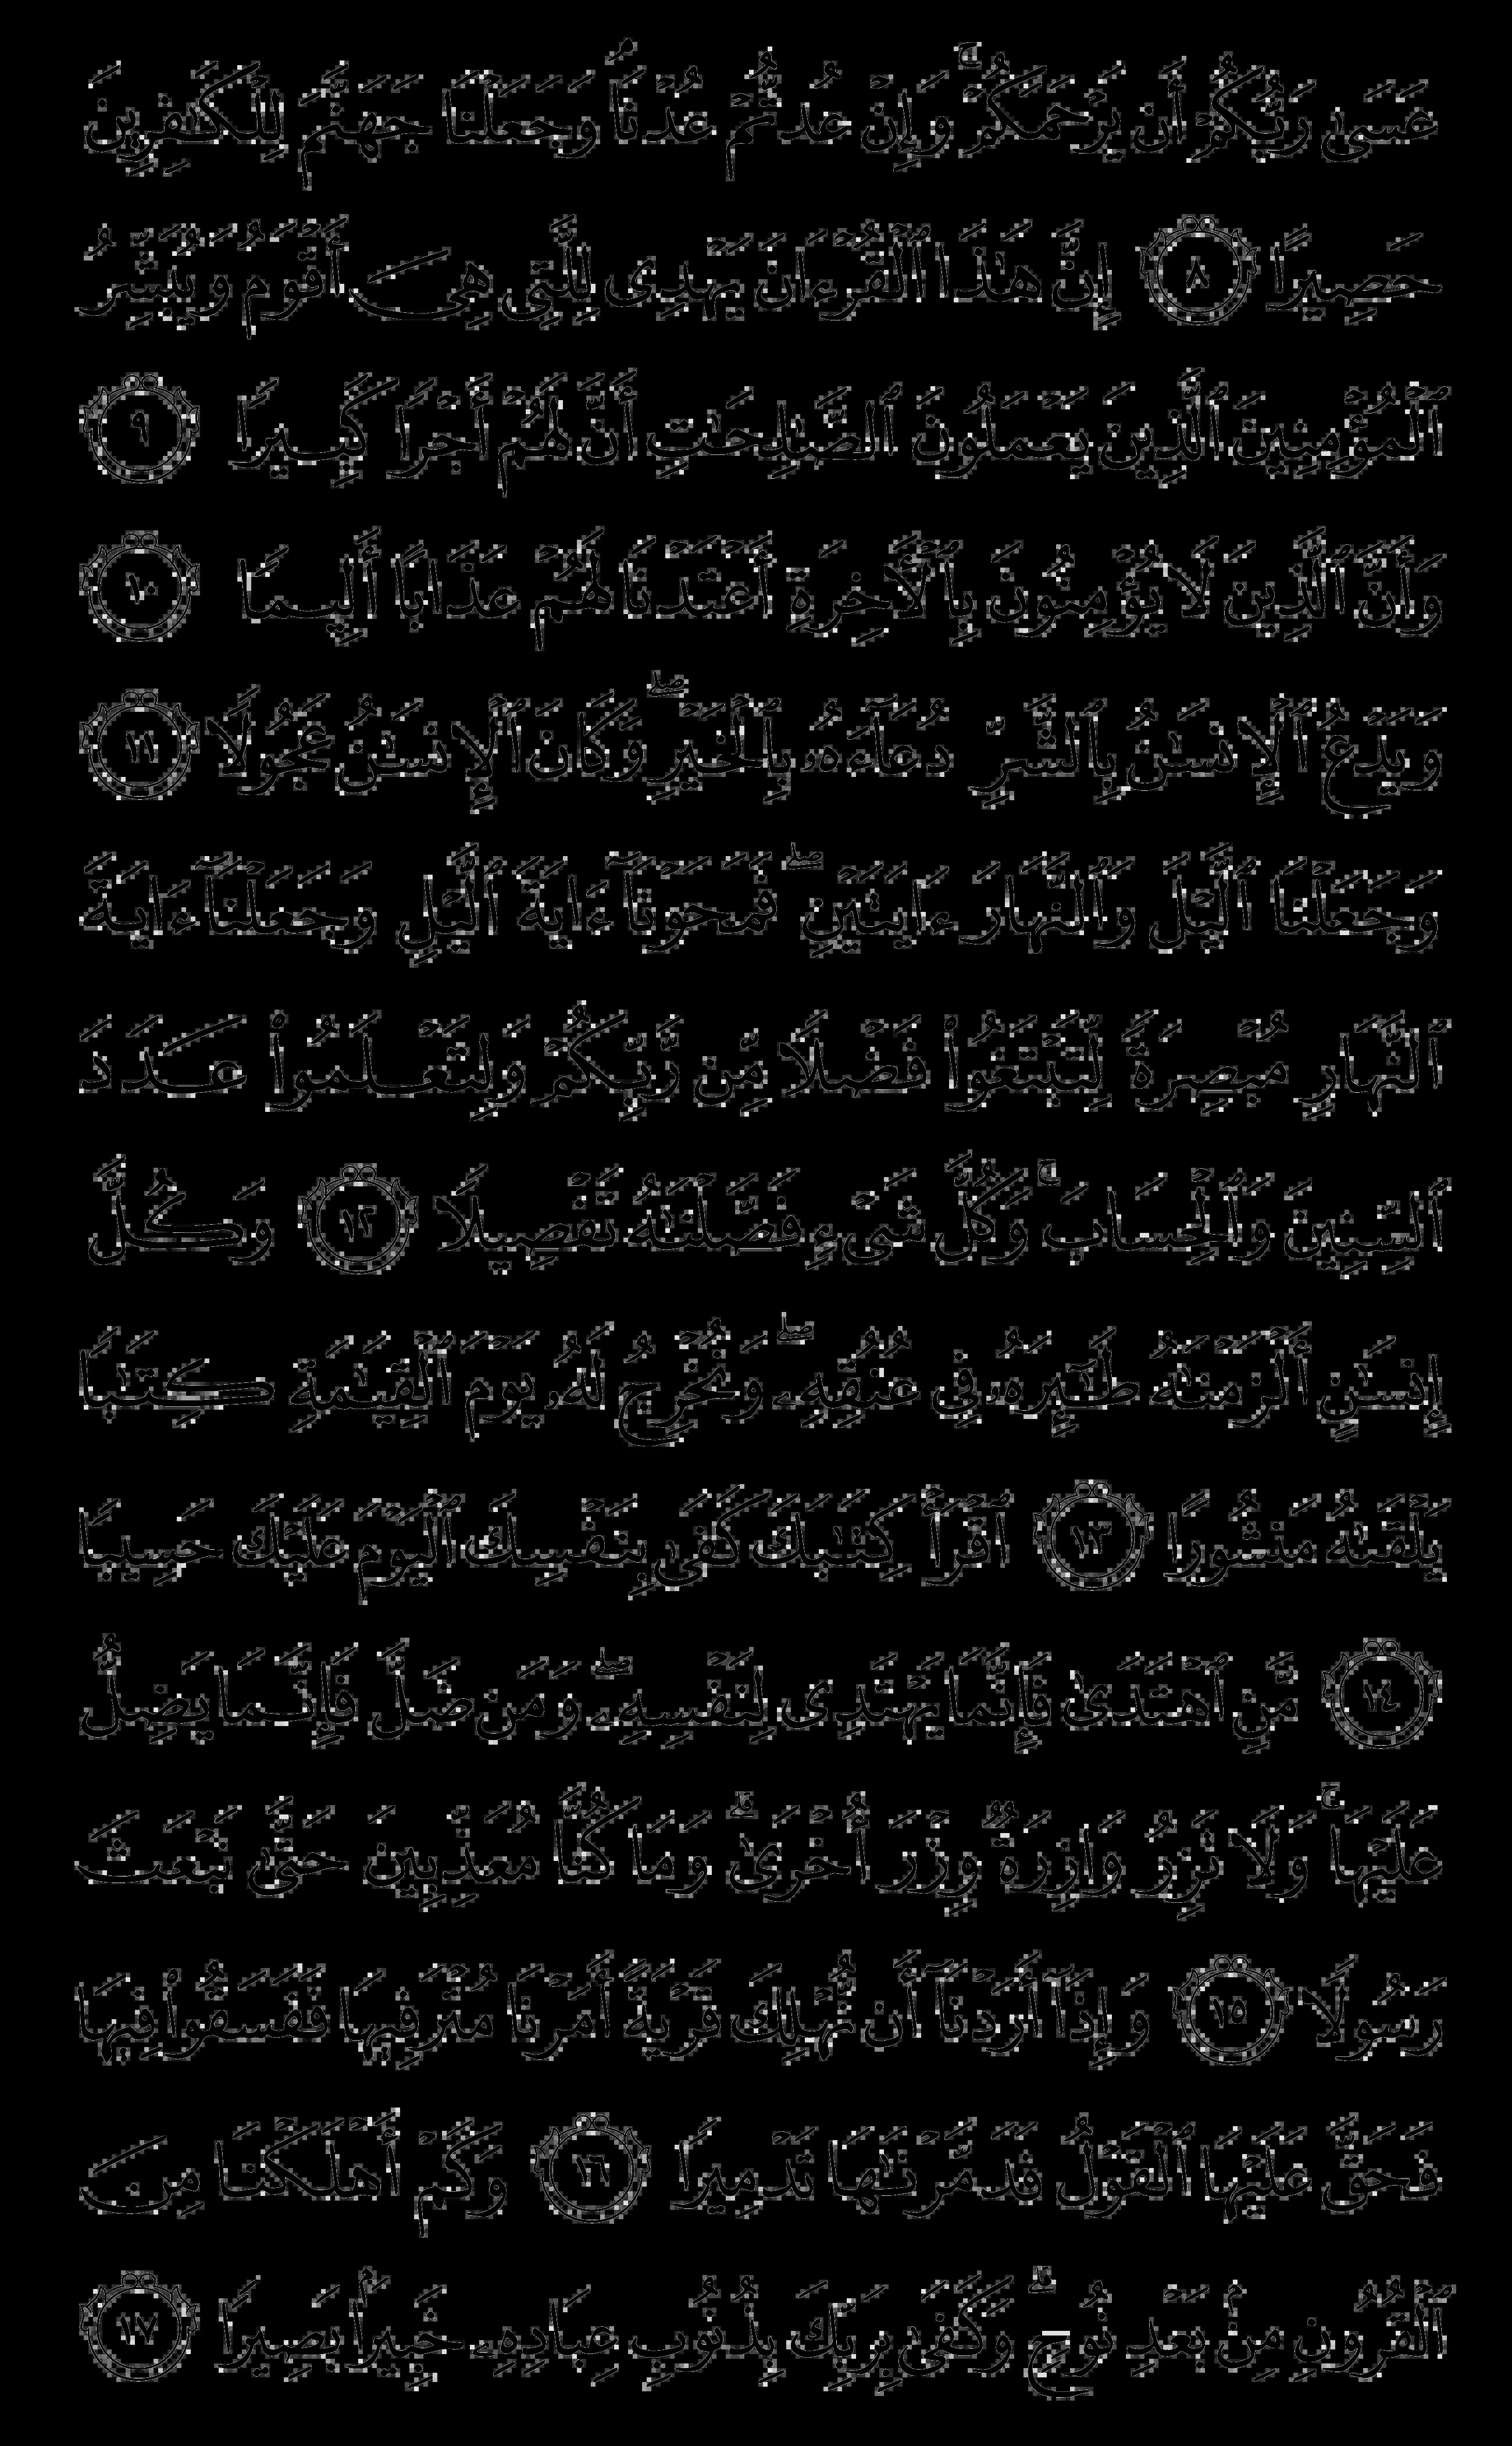 عَسَىٰ رَبُّكُمْ أَن يَرْحَمَكُمْ ۚ وَإِنْ عُدتُّمْ عُدْنَا ۘ وَجَعَلْنَا جَهَنَّمَ لِلْكَـٰفِرِينَ
حَصِيرًا ٨ إِنَّ هَـٰذَا ٱلْقُرْءَانَ يَهْدِى لِلَّتِى هِىَ أَقْوَمُ وَيُبَشِّرُ
ٱلْمُؤْمِنِينَ ٱلَّذِينَ يَعْمَلُونَ ٱلصَّـٰلِحَـٰتِ أَنَّ لَهُمْ أَجْرًا كَبِيرًا ٩
وَأَنَّ ٱلَّذِينَ لَا يُؤْمِنُونَ بِٱلْأَخِرَةِ أَعْتَدْنَا لَهُمْ عَذَابًا أَلِيمًا ١٠
وَيَدْعُ ٱلْإِنسَـٰنُ بِٱلشَّرِّ دُعَآءَهُۥ بِٱلْخَيْرِ ۖ وَكَانَ ٱلْإِنسَـٰنُ عَجُولًا ١١
وَجَعَلْنَا ٱلَّيْلَ وَٱلنَّهَارَ ءَايَتَيْنِ ۖ فَمَحَوْنَآ ءَايَةَ ٱلَّيْلِ وَجَعَلْنَآ ءَايَةَ
ٱلنَّهَارِ مُبْصِرَةً لِّتَبْتَغُوا۟ فَضْلًا مِّن رَّبِّكُمْ وَلِتَعْلَمُوا۟ عَدَدَ
ٱلسِّنِينَ وَٱلْحِسَابَ ۚ وَكُلَّ شَىْءٍ فَصَّلْنَـٰهُ تَفْصِيلًا ١٢ وَكُلَّ
إِنسَـٰنٍ أَلْزَمْنَـٰهُ طَـٰٓئِرَهُۥ فِى عُنُقِهِۦ ۖ وَنُخْرِجُ لَهُۥ يَوْمَ ٱلْقِيَـٰمَةِ كِتَـٰبًا
يَلْقَىٰهُ مَنشُورًا ١٣ ٱقْرَأْ كِتَـٰبَكَ كَفَىٰ بِنَفْسِكَ ٱلْيَوْمَ عَلَيْكَ حَسِيبًا
١٤ مَّنِ ٱهْتَدَىٰ فَإِنَّمَا يَهْتَدِى لِنَفْسِهِۦ ۖ وَمَن ضَلَّ فَإِنَّمَا يَضِلُّ
عَلَيْهَا ۚ وَلَا تَزِرُ وَازِرَةٌ وِزْرَ أُخْرَىٰ ۗ وَمَا كُنَّا مُعَذِّبِينَ حَتَّىٰ نَبْعَثَ
رَسُولًا ١٥ وَإِذَآ أَرَدْنَآ أَن نُّهْلِكَ قَرْيَةً أَمَرْنَا مُتْرَفِيهَا فَفَسَقُوا۟ فِيهَا
فَحَقَّ عَلَيْهَا ٱلْقَوْلُ فَدَمَّرْنَـٰهَا تَدْمِيرًا ١٦ وَكَمْ أَهْلَكْنَا مِنَ
ٱلْقُرُونِ مِنۢ بَعْدِ نُوحٍ ۗ وَكَفَىٰ بِرَبِّكَ بِذُنُوبِ عِبَادِهِۦ خَبِيرًۢا بَصِيرًا ١٧